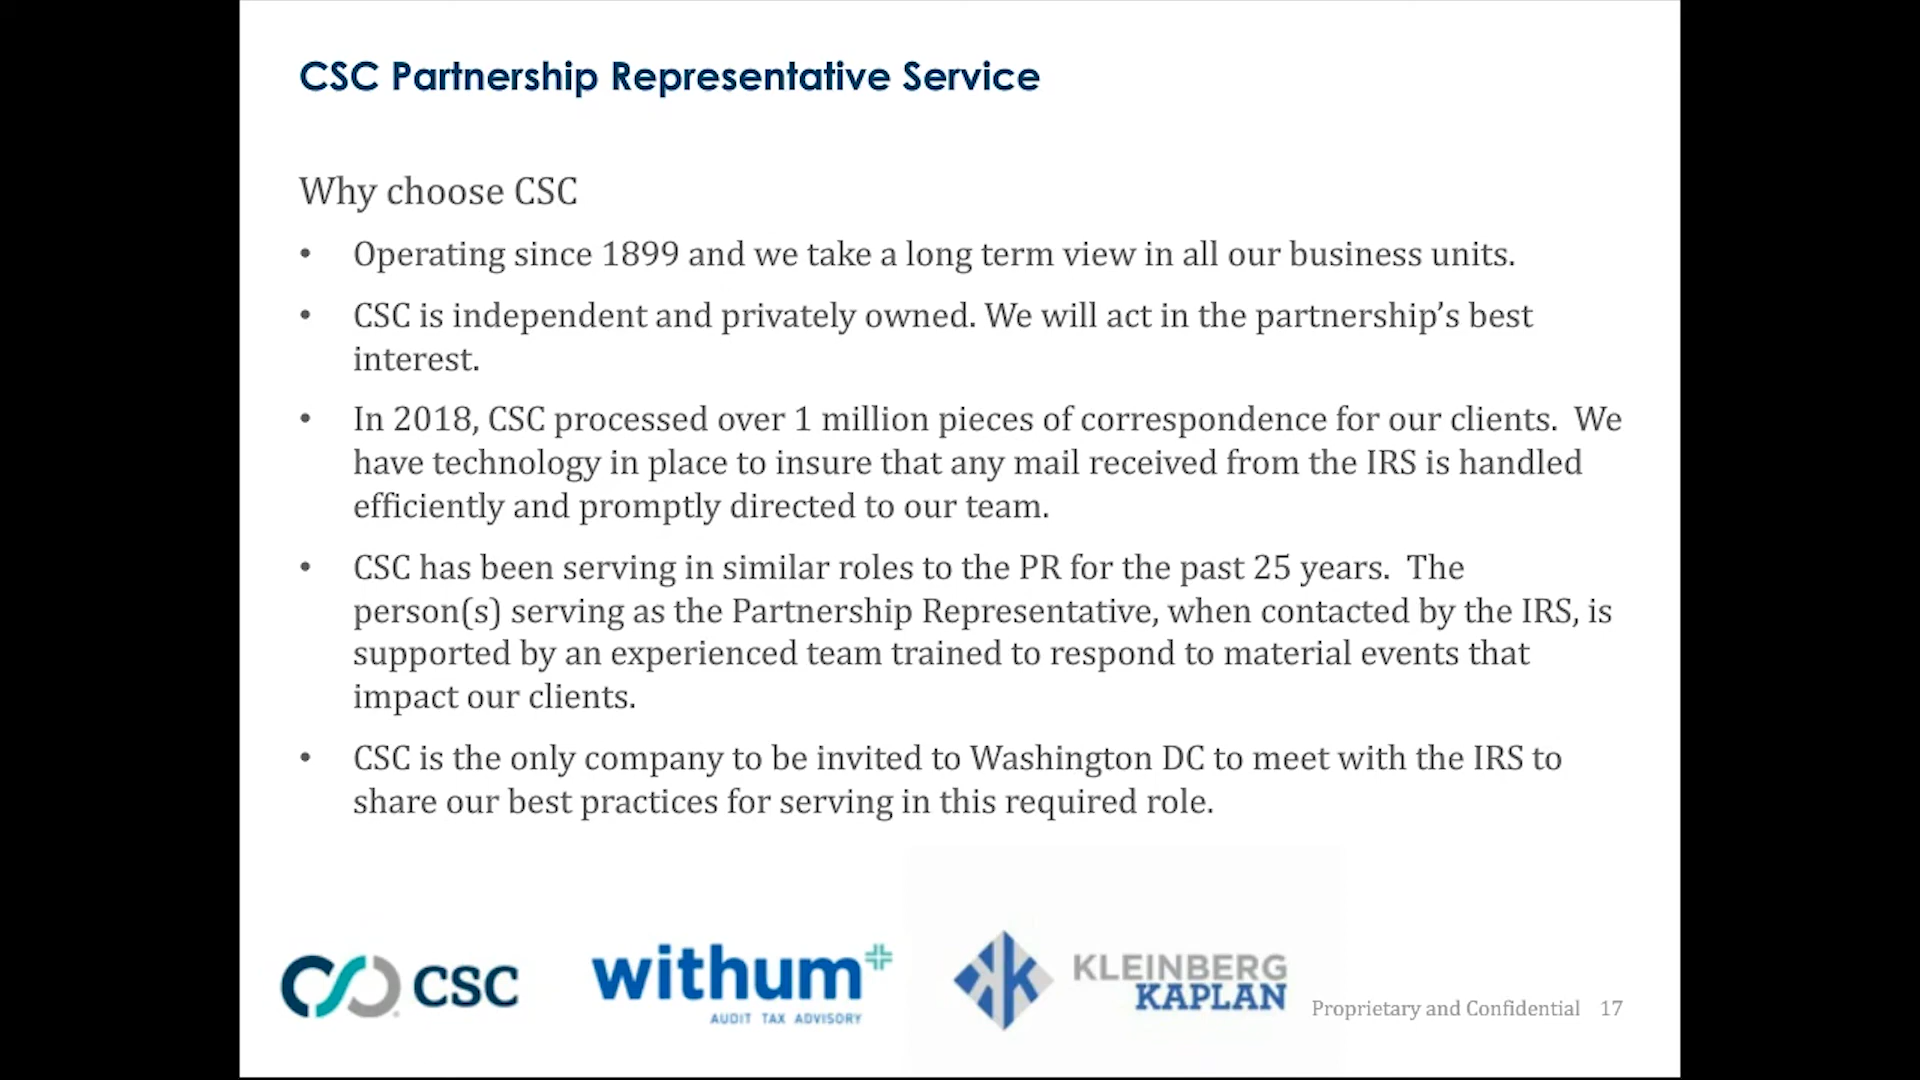 CSC Partnership Representative Service
Why choose CSC
• Operating since 1899 and we take a long term view in all our business units.
• CSC is independent and privately owned. We will act in the partnership’s best
interest.
• In 2018, CSC processed over 1 million pieces of correspondence for our clients.  We
have technology in place to insure that any mail received from the IRS is handled
efficiently and promptly directed to our team.
• CSC has been serving in similar roles to the PR for the past 25 years.  The
person(s) serving as the Partnership Representative, when contacted by the IRS, is
supported by an experienced team trained to respond to material events that
impact our clients.
• CSC is the only company to be invited to Washington DC to meet with the IRS to
share our best practices for serving in this required role.
CSC
withum+
AUDIT TAX ADVISORY
KLEINBERG
KAPLAN
Proprietary and Confidential 17